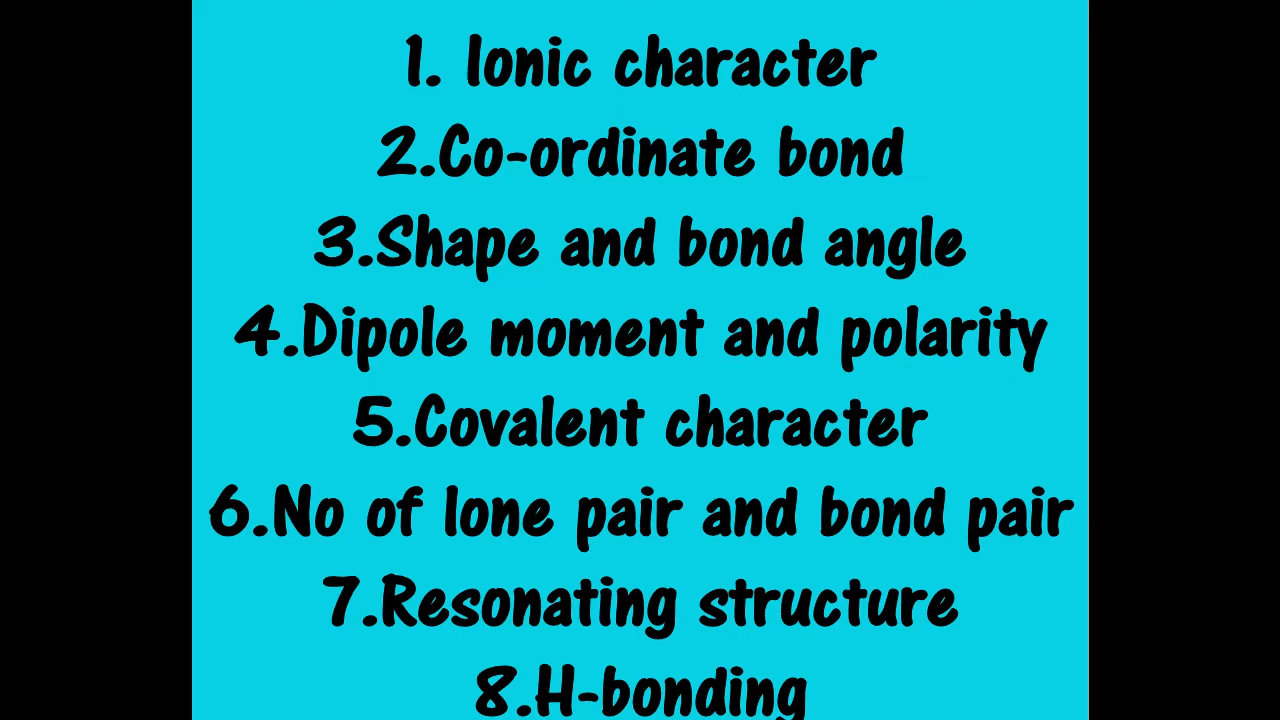 1. Ionic character
2.Co-ordinate bond
3.Shape and bond angle
4.Dipole moment and polarity
5.Covalent character
6.No of lone pair and bond pair
7.Resonating structure
8.H-bonding